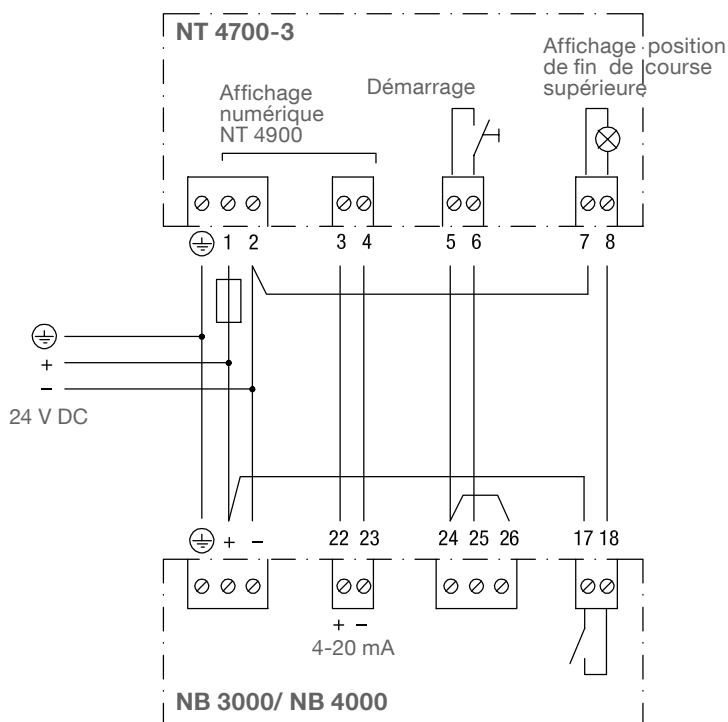 NT 4700-3
Affichage position
de fin de course
supérieure
Affichage
numérique
NT 4900
Démarrage
1 2 3 4 5 6 7 8
+
−
24 V DC
+ − 22 23 24 25 26 17 18
+ −
4-20 mA
NB 3000/ NB 4000